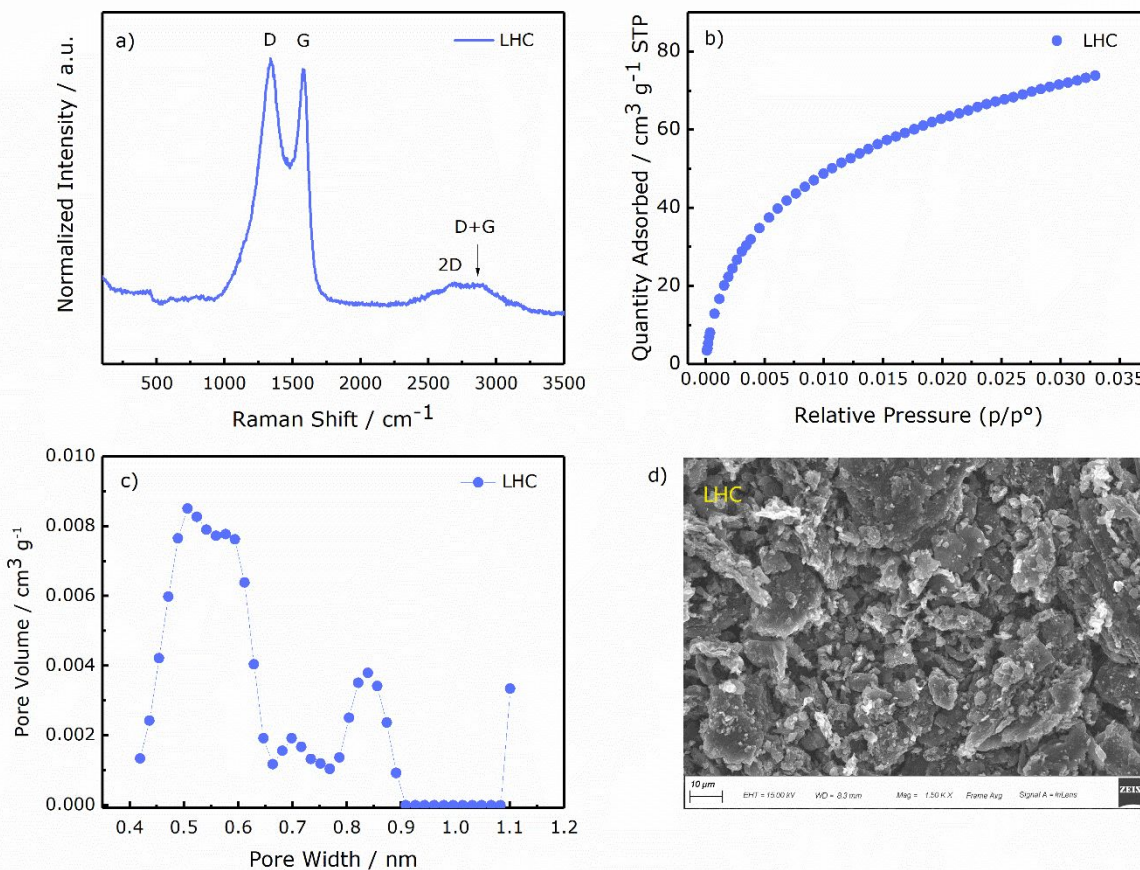 a)
D
G
LHC
D+G
2D
Normalized Intensity / a.u.
500
1000
1500
2000
2500
3000
3500
Raman Shift / cm⁻¹
b)
LHC
80
60
40
20
0
Quantity Adsorbed / cm³ g⁻¹ STP
0.000
0.005
0.010
0.015
0.020
0.025
0.030
0.035
Relative Pressure (p/p°)
c)
LHC
0.010
0.008
0.006
0.004
0.002
0.000
Pore Volume / cm³ g⁻¹
0.4
0.5
0.6
0.7
0.8
0.9
1.0
1.1
1.2
Pore Width / nm
d)
LHC
10 µm
EHT = 15.00 kV
WD = 8.3 mm
Mag = 1.50 K X
Frame Avg
Signal A = InLens